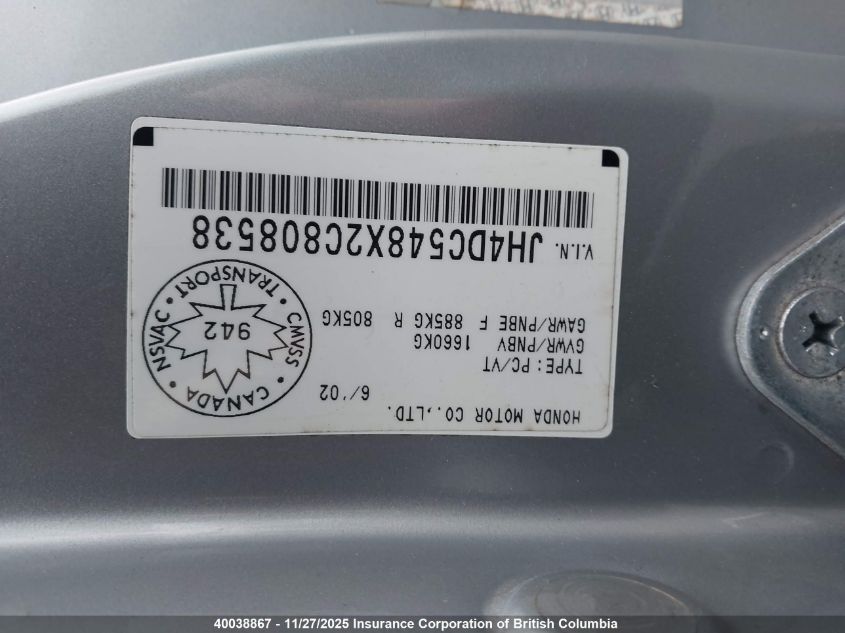 HONDA MOTOR CO.,LTD.
6/'02
TYPE: PC/VT
GVWR/PNBV 1660KG
GAWR/PNBE F 885KG R 805KG
V.I.N. JH4DC548X2C808538
CANADA • CMVSS • TRANSPORT • NSVAC •
942
40038867 - 11/27/2025 Insurance Corporation of British Columbia